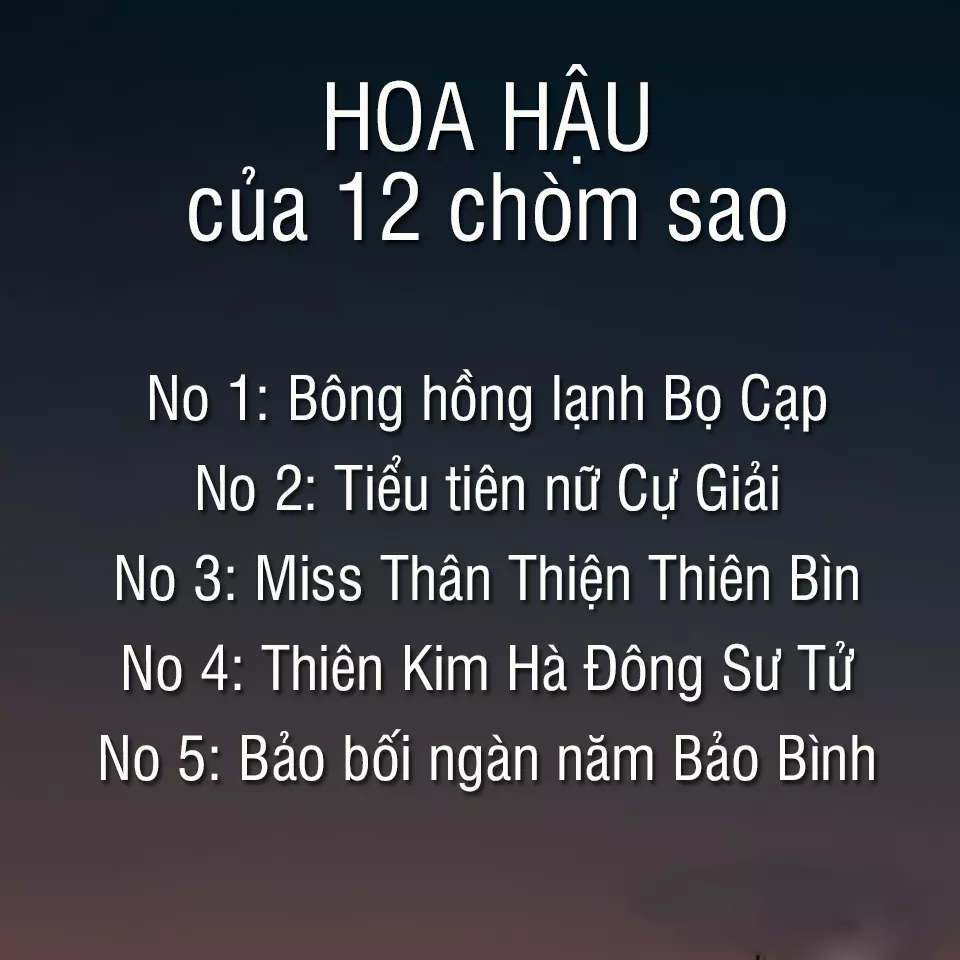 HOA HẬU
của 12 chòm sao
No 1: Bông hồng lạnh Bọ Cạp
No 2: Tiểu tiên nữ Cự Giải
No 3: Miss Thân Thiện Thiên Bìn
No 4: Thiên Kim Hà Đông Sư Tử
No 5: Bảo bối ngàn năm Bảo Bình